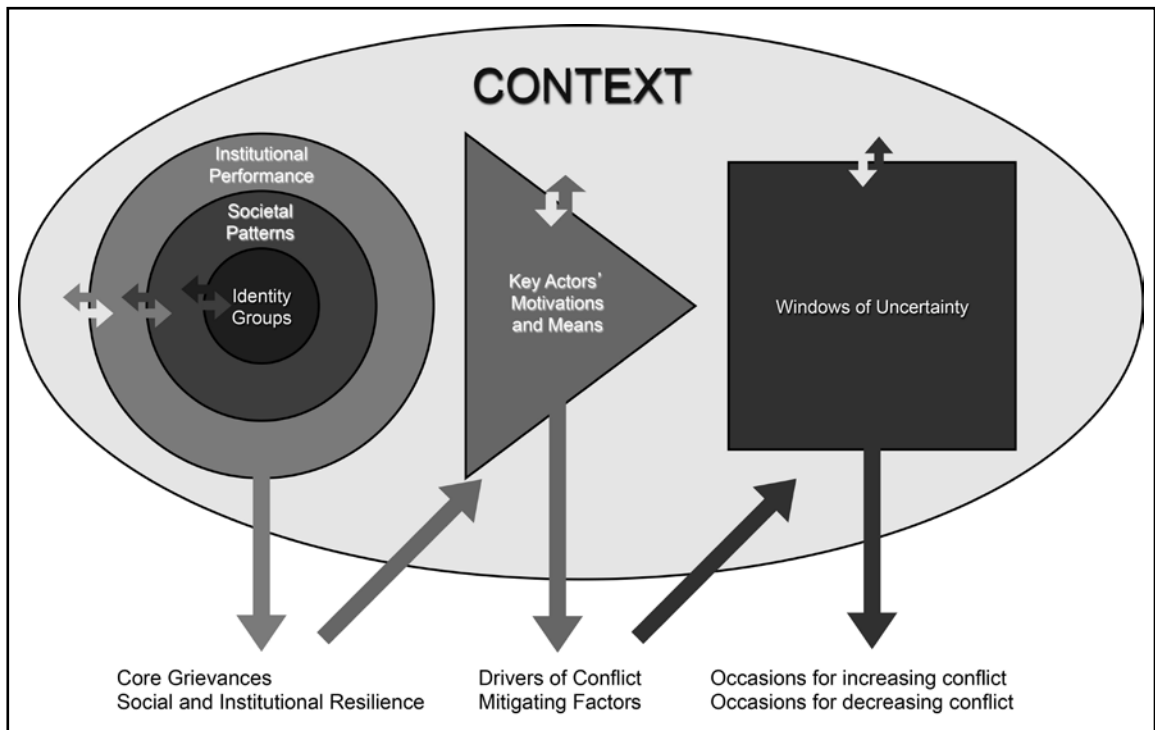 CONTEXT
Institutional
Performance
Societal
Patterns
Identity
Groups
Key Actors’
Motivations
and Means
Windows of Uncertainty
Core Grievances
Social and Institutional Resilience
Drivers of Conflict
Mitigating Factors
Occasions for increasing conflict
Occasions for decreasing conflict